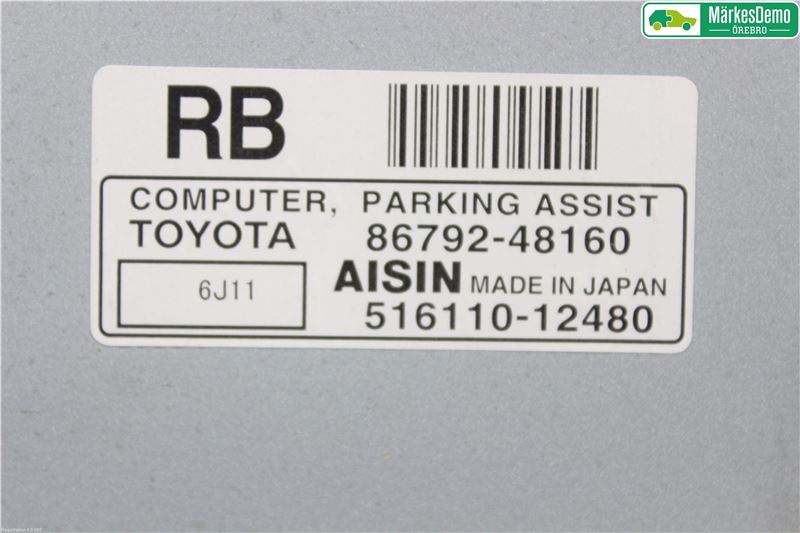 MärkesDemo
ÖREBRO
RB
COMPUTER, PARKING ASSIST
TOYOTA 86792-48160
6J11 AISIN MADE IN JAPAN
516110-12480